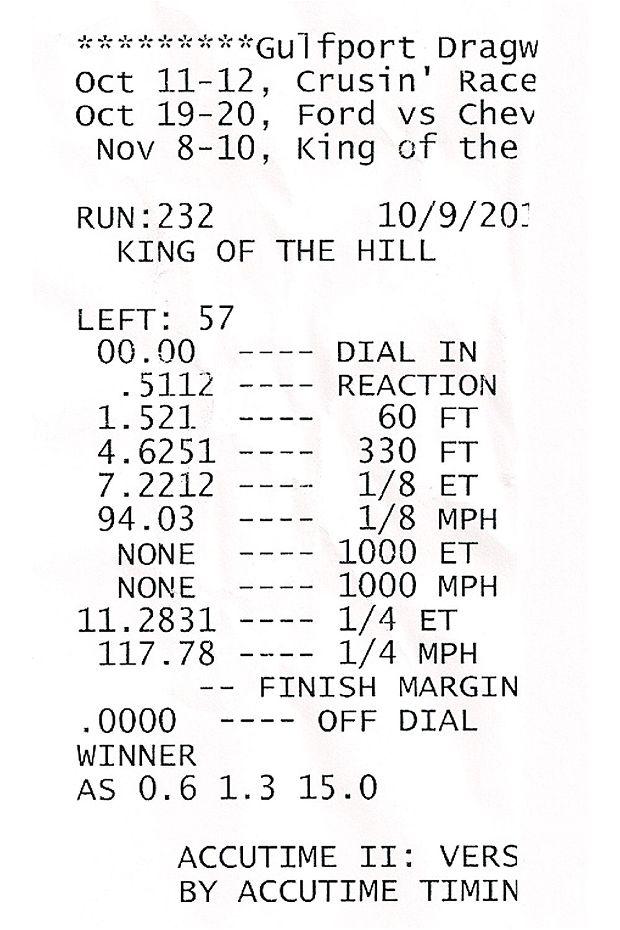 *********Gulfport Dragw
Oct 11-12, Crusin' Race
Oct 19-20, Ford vs Chev
Nov 8-10, King of the
RUN:232 10/9/201
KING OF THE HILL
LEFT: 57
00.00 ---- DIAL IN
.5112 ---- REACTION
1.521 ---- 60 FT
4.6251 ---- 330 FT
7.2212 ---- 1/8 ET
94.03 ---- 1/8 MPH
NONE ---- 1000 ET
NONE ---- 1000 MPH
11.2831 ---- 1/4 ET
117.78 ---- 1/4 MPH
-- FINISH MARGIN
.0000 ---- OFF DIAL
WINNER
AS 0.6 1.3 15.0
ACCUTIME II: VERS
BY ACCUTIME TIMIN